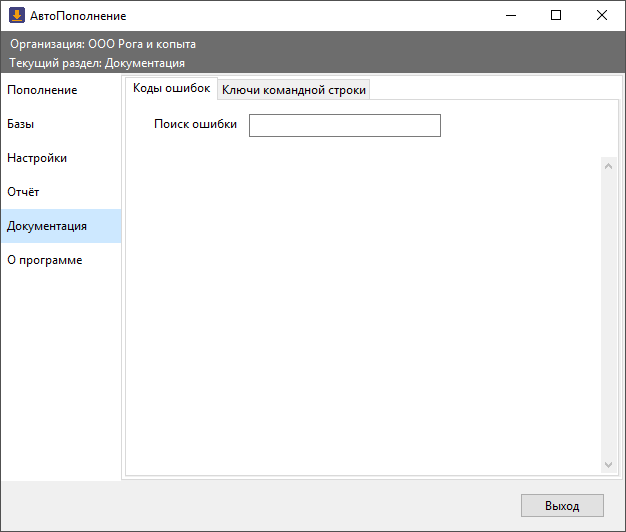 АвтоПополнение
Организация: ООО Рога и копыта
Текущий раздел: Документация
Пополнение
Базы
Настройки
Отчёт
Документация
О программе
Коды ошибок
Ключи командной строки
Поиск ошибки
Выход